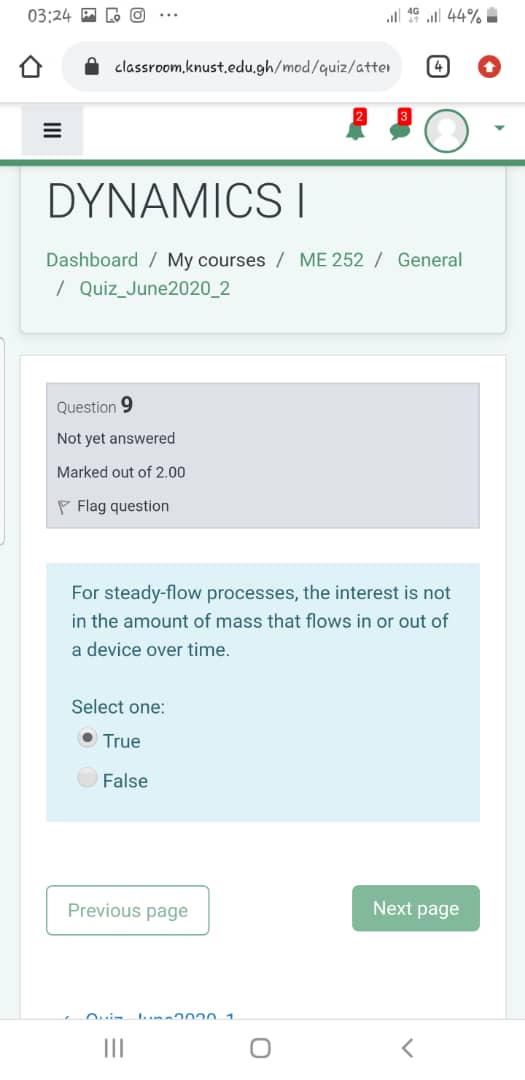 03:24 ... 4G 44%
classroom.knust.edu.gh/mod/quiz/atte 4
2 3
DYNAMICS I
Dashboard / My courses / ME 252 / General
/ Quiz_June2020_2
Question 9
Not yet answered
Marked out of 2.00
Flag question
For steady-flow processes, the interest is not
in the amount of mass that flows in or out of
a device over time.
Select one:
True
False
Previous page
Next page
Quiz_June2020_1